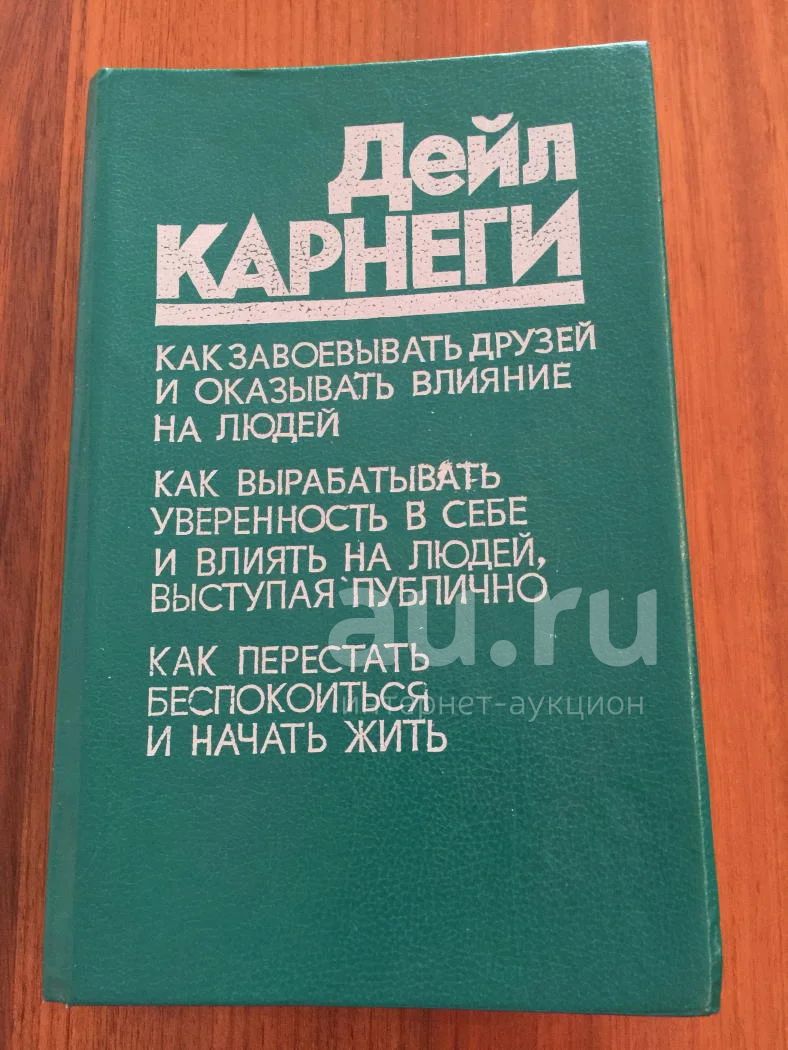 Дейл
КАРНЕГИ
КАК ЗАВОЕВЫВАТЬ ДРУЗЕЙ
И ОКАЗЫВАТЬ ВЛИЯНИЕ
НА ЛЮДЕЙ
КАК ВЫРАБАТЫВАТЬ
УВЕРЕННОСТЬ В СЕБЕ
И ВЛИЯТЬ НА ЛЮДЕЙ,
ВЫСТУПАЯ ПУБЛИЧНО
au.ru
КАК ПЕРЕСТАТЬ
БЕСПОКОИТЬСЯ
интернет-аукцион
И НАЧАТЬ ЖИТЬ